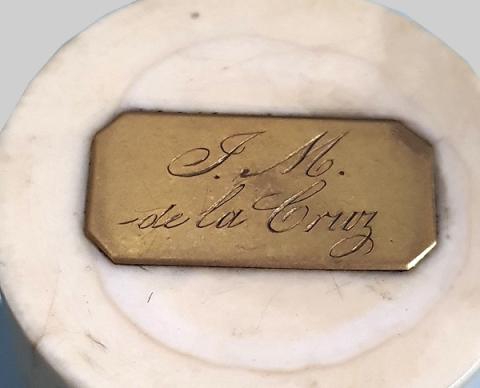 J. M.
de la Cruz